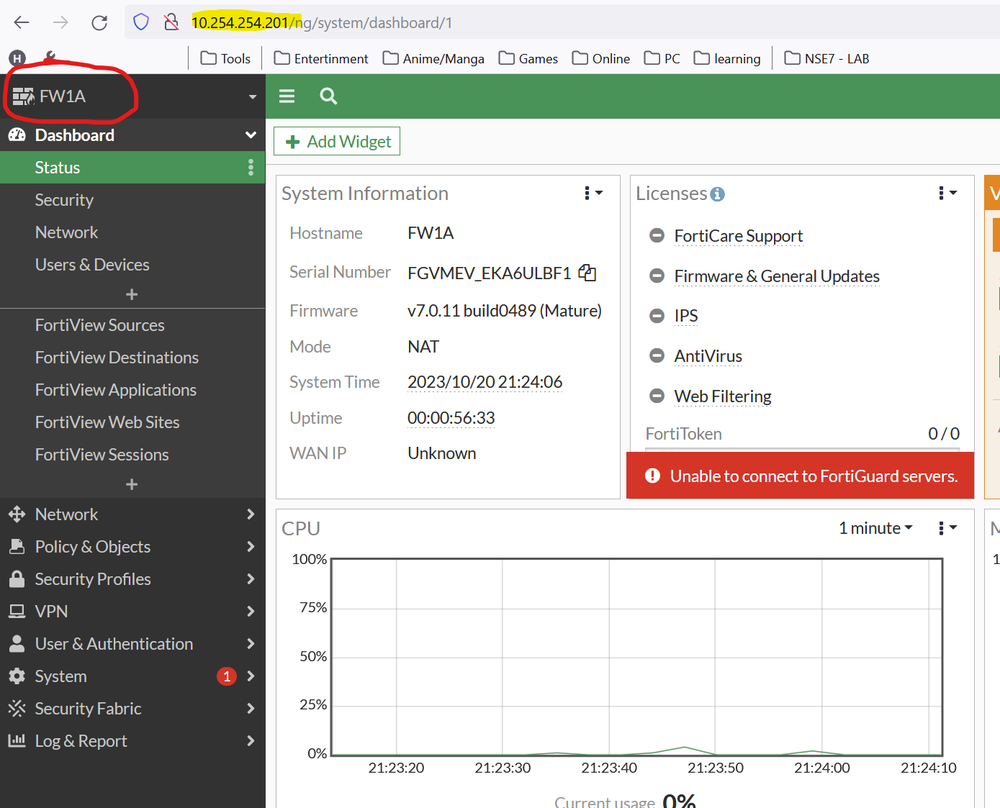 10.254.254.201/ng/system/dashboard/1
H
Tools
Entertinment
Anime/Manga
Games
Online
PC
learning
NSE7 - LAB
FW1A
Dashboard
Status
Security
Network
Users & Devices
+
FortiView Sources
FortiView Destinations
FortiView Applications
FortiView Web Sites
FortiView Sessions
+
Network
Policy & Objects
Security Profiles
VPN
User & Authentication
System 1
Security Fabric
Log & Report
+ Add Widget
System Information
Hostname FW1A
Serial Number FGVMEV_EKA6ULBF1
Firmware v7.0.11 build0489 (Mature)
Mode NAT
System Time 2023/10/20 21:24:06
Uptime 00:00:56:33
WAN IP Unknown
Licenses
FortiCare Support
Firmware & General Updates
IPS
AntiVirus
Web Filtering
FortiToken 0 / 0
Unable to connect to FortiGuard servers.
CPU 1 minute
100%
75%
50%
25%
0%
21:23:20 21:23:30 21:23:40 21:23:50 21:24:00 21:24:10
Current usage 0%